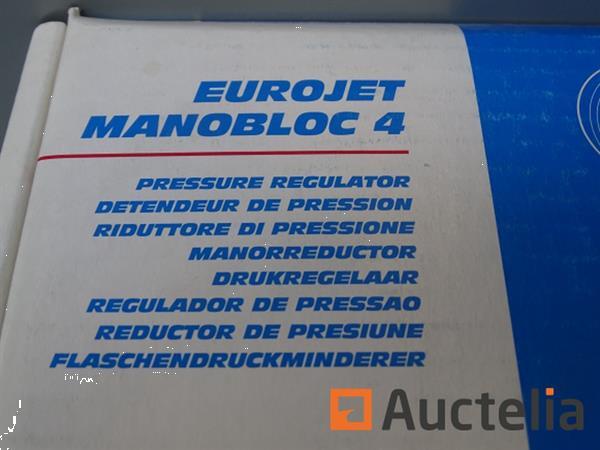 EUROJET
MANOBLOC 4
PRESSURE REGULATOR
DETENDEUR DE PRESSION
RIDUTTORE DI PRESSIONE
MANORREDUCTOR
DRUKREGELAAR
REGULADOR DE PRESSAO
REDUCTOR DE PRESIUNE
FLASCHENDRUCKMINDERER
Auctelia